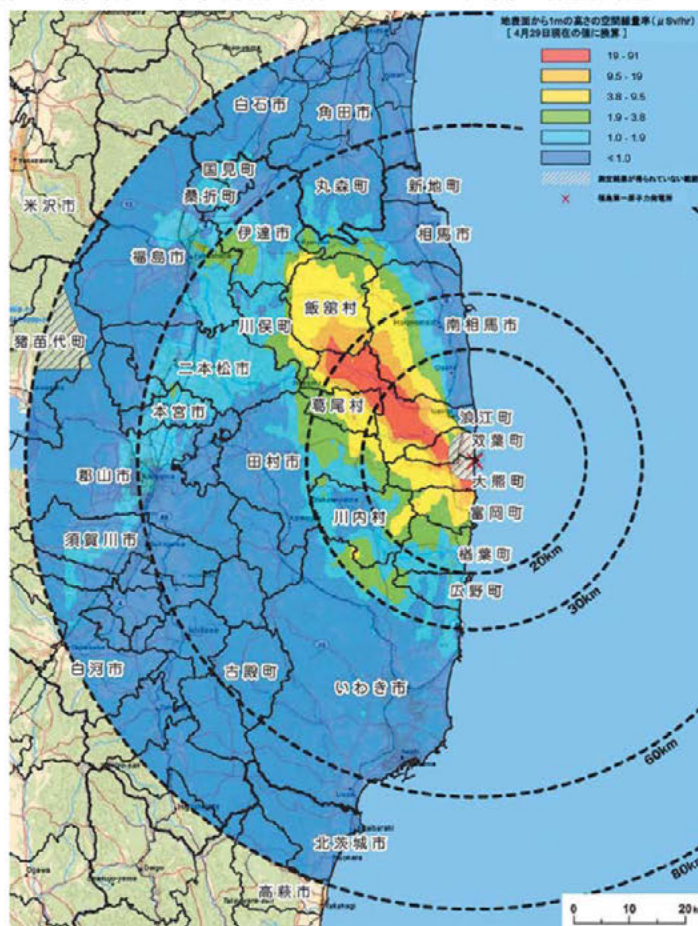 地表面から1mの高さの空間線量率(μSv/hr)
[ 4月29日現在の値に換算 ]
19 - 91
9.5 - 19
3.8 - 9.5
1.9 - 3.8
1.0 - 1.9
≤1.0
測定結果が得られていない範囲
福島第一原子力発電所
白石市
角田市
国見町
桑折町
丸森町
新地町
米沢市
伊達市
相馬市
福島市
飯舘村
川俣町
南相馬市
猪苗代町
二本松市
本宮市
葛尾村
浪江町
双葉町
田村市
郡山市
大熊町
川内村
富岡町
須賀川市
楢葉町
20km
広野町
30km
白河市
古殿町
いわき市
60km
北茨城市
80km
高萩市
0 10 20 k